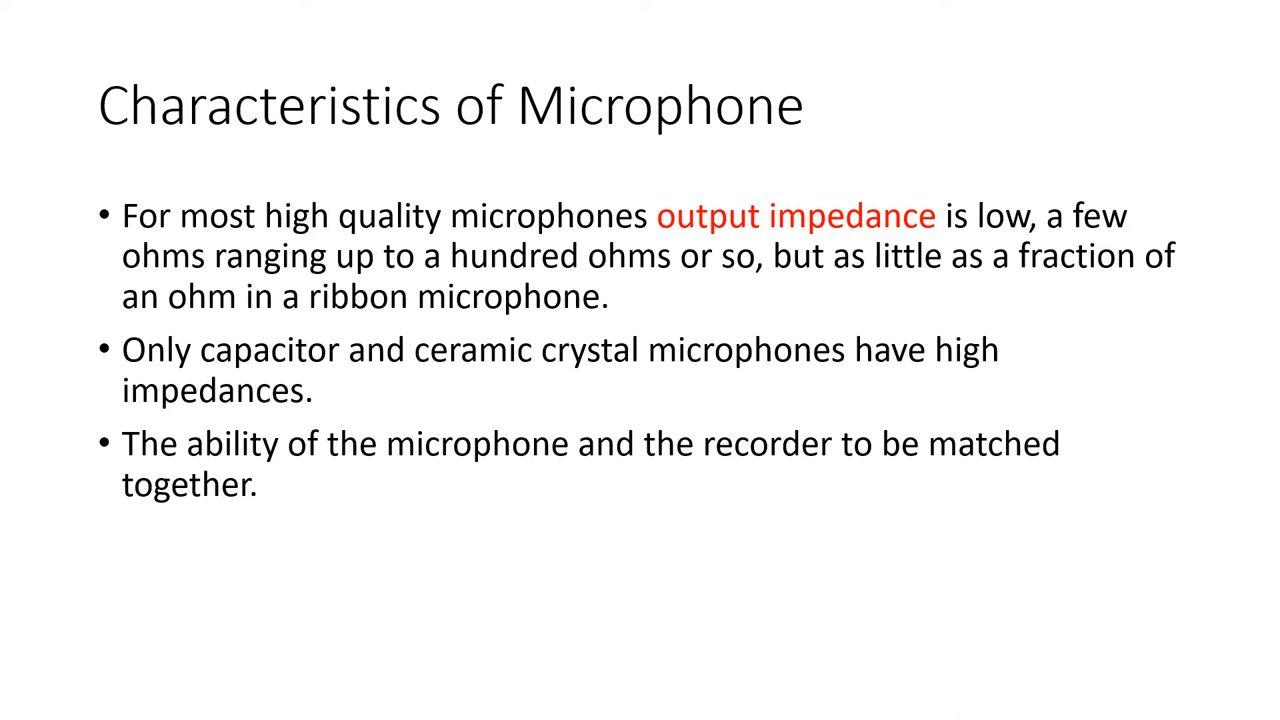 Characteristics of Microphone
• For most high quality microphones output impedance is low, a few
ohms ranging up to a hundred ohms or so, but as little as a fraction of
an ohm in a ribbon microphone.
• Only capacitor and ceramic crystal microphones have high
impedances.
• The ability of the microphone and the recorder to be matched
together.